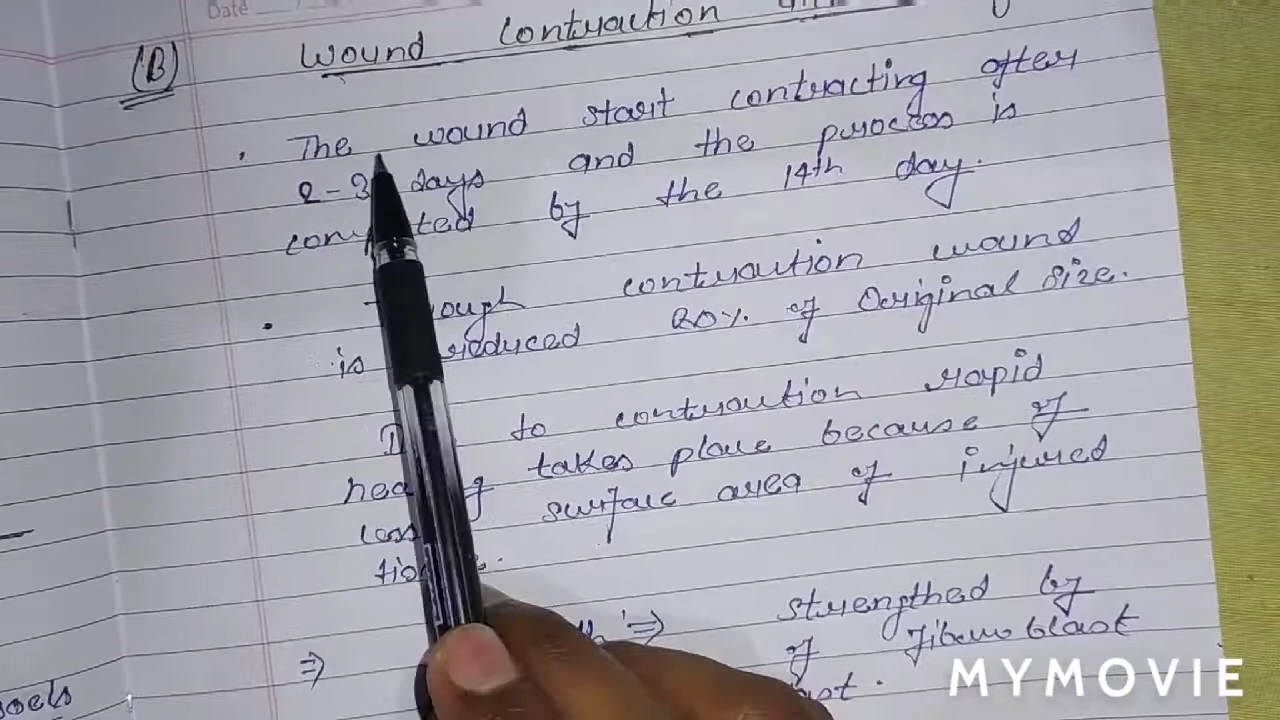 Date
(B) Wound contraction
The wound start contracting after
2-3 days and the process is
by the 14th day.
contraction wound
is reduced 20% of Original size.
to contraction rapid
takes place because of
surface area of injured
strengthed by
⇒ ⇒ of fibroblast
MYMOVIE